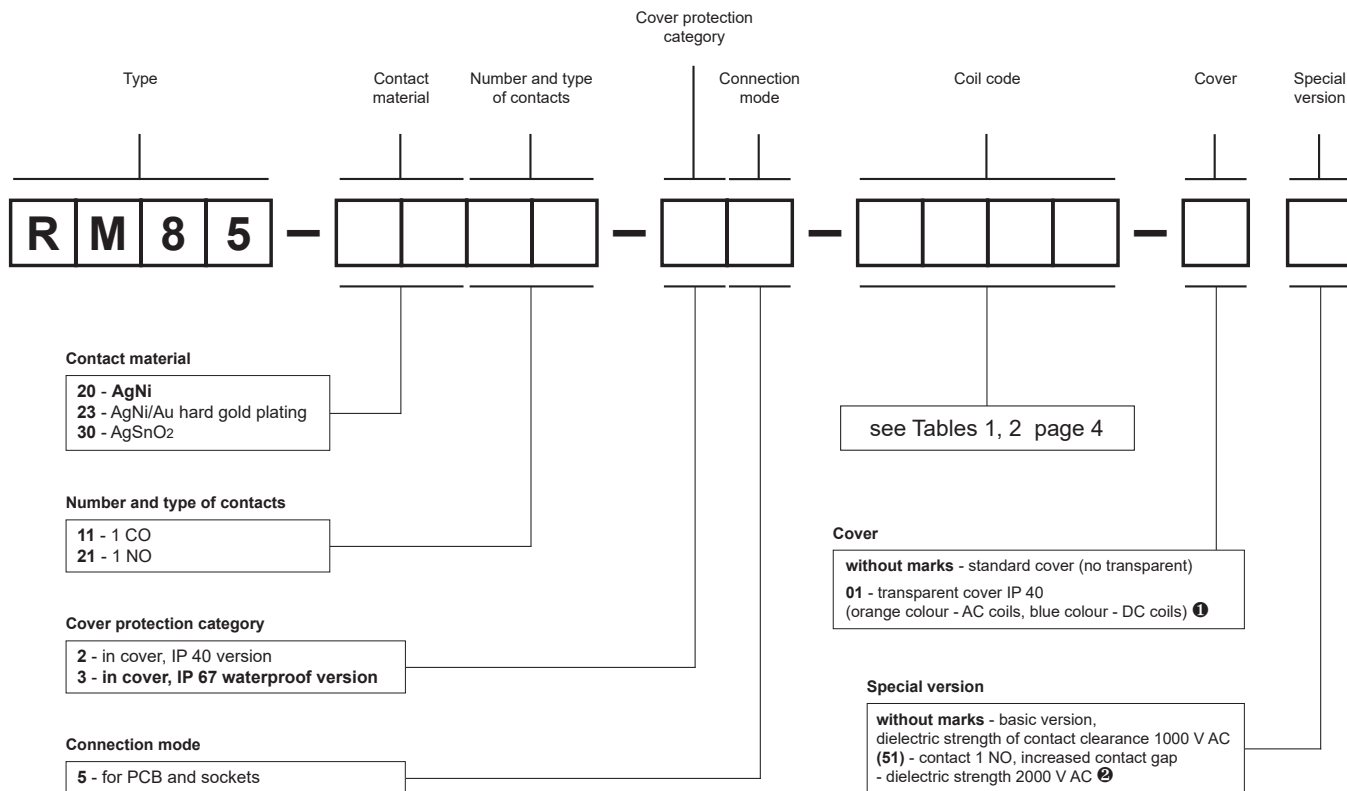 Cover protection
category
Type
Contact
material
Number and type
of contacts
Connection
mode
Coil code
Cover
Special
version
RM85 – –  –  –
Contact material
20 - AgNi
23 - AgNi/Au hard gold plating
30 - AgSnO2
see Tables 1, 2 page 4
Number and type of contacts
11 - 1 CO
21 - 1 NO
Cover
without marks - standard cover (no transparent)
01 - transparent cover IP 40
(orange colour - AC coils, blue colour - DC coils) ❶
Cover protection category
2 - in cover, IP 40 version
3 - in cover, IP 67 waterproof version
Special version
without marks - basic version,
dielectric strength of contact clearance 1000 V AC
(51) - contact 1 NO, increased contact gap
- dielectric strength 2000 V AC ❷
Connection mode
5 - for PCB and sockets